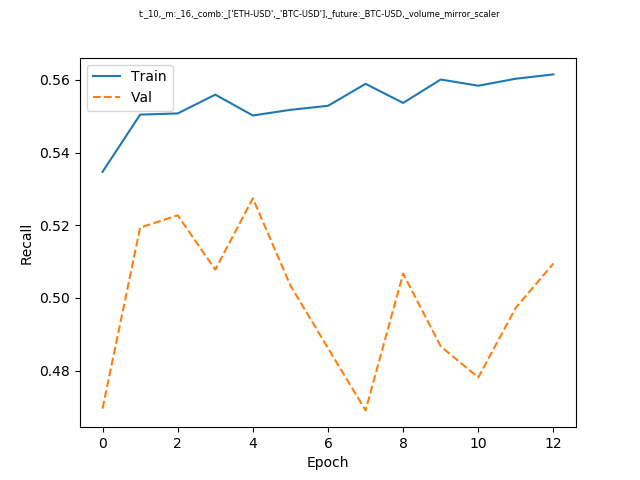 t:_10,_m:_16,_comb:_['ETH-USD',_'BTC-USD'],_future:_BTC-USD,_volume_mirror_scaler
Train
Val
0.56
0.54
0.52
0.50
0.48
Recall
0 2 4 6 8 10 12
Epoch